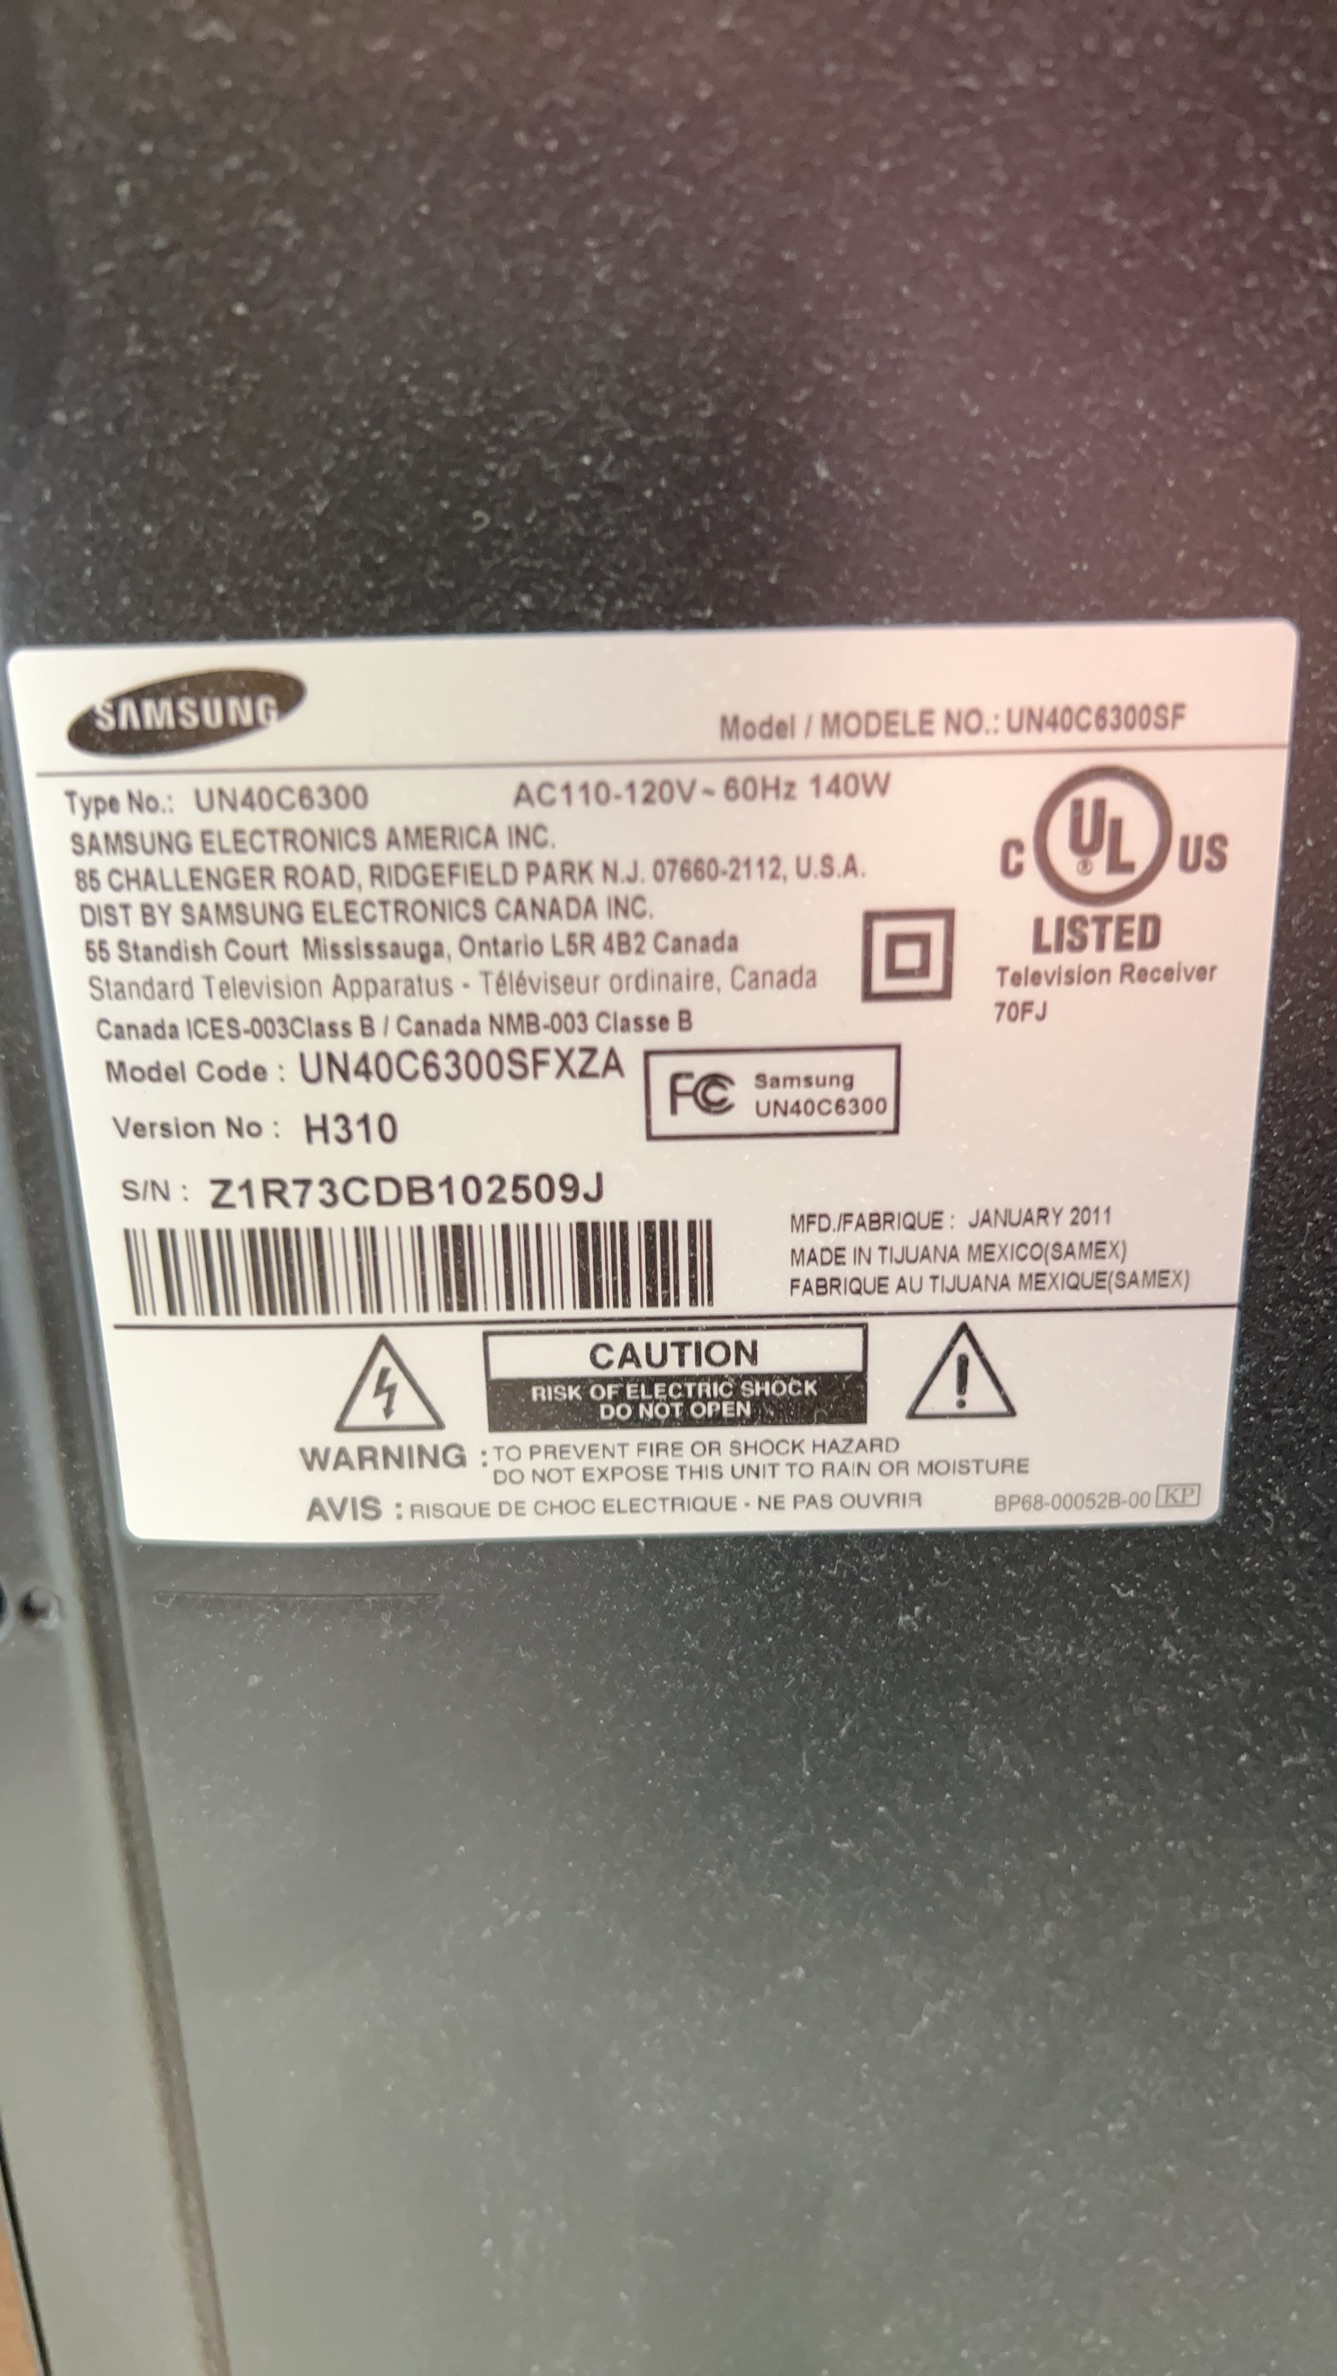 SAMSUNG
Model / MODELE NO.: UN40C6300SF
Type No.: UN40C6300 AC110-120V~60Hz 140W
SAMSUNG ELECTRONICS AMERICA INC.
85 CHALLENGER ROAD, RIDGEFIELD PARK N.J. 07660-2112, U.S.A.
DIST BY SAMSUNG ELECTRONICS CANADA INC.
55 Standish Court Mississauga, Ontario L5R 4B2 Canada
Standard Television Apparatus - Téléviseur ordinaire, Canada
Canada ICES-003Class B / Canada NMB-003 Classe B
C UL® US
LISTED
Television Receiver
70FJ
Model Code : UN40C6300SFXZA
FC Samsung
UN40C6300
Version No : H310
S/N : Z1R73CDB102509J
MFD./FABRIQUE : JANUARY 2011
MADE IN TIJUANA MEXICO(SAMEX)
FABRIQUE AU TIJUANA MEXIQUE(SAMEX)
CAUTION
RISK OF ELECTRIC SHOCK
DO NOT OPEN
WARNING : TO PREVENT FIRE OR SHOCK HAZARD
DO NOT EXPOSE THIS UNIT TO RAIN OR MOISTURE
AVIS : RISQUE DE CHOC ELECTRIQUE - NE PAS OUVRIR
BP68-00052B-00 KP